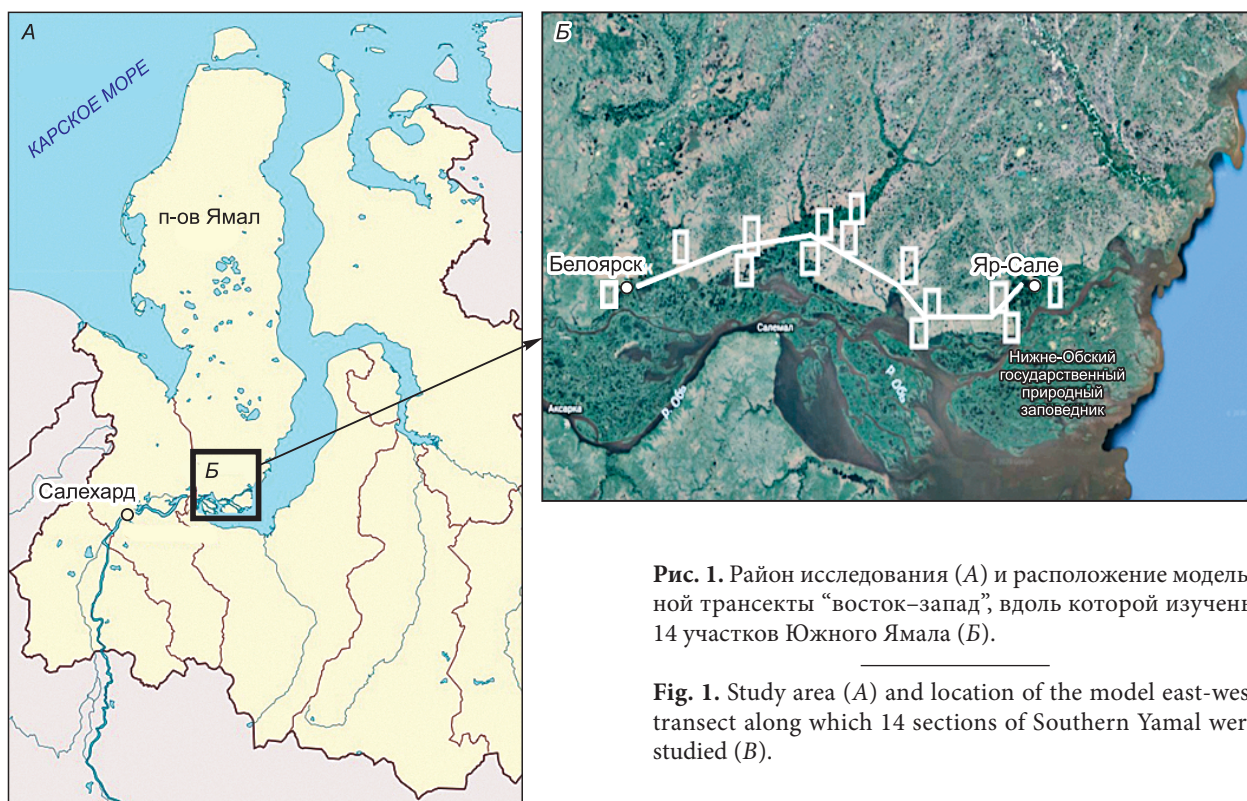 А
КАРСКОЕ МОРЕ
п-ов Ямал
Б
Салехард
Б
Белоярск
Яр-Сале
Салемал
Нижне-Обский
государственный
природный
заповедник
р. Обь
р. Обь
Аксарка
Рис. 1. Район исследования (А) и расположение модель-
ной трансекты “восток–запад”, вдоль которой изучены
14 участков Южного Ямала (Б).
Fig. 1. Study area (A) and location of the model east-wes
transect along which 14 sections of Southern Yamal wer
studied (B).